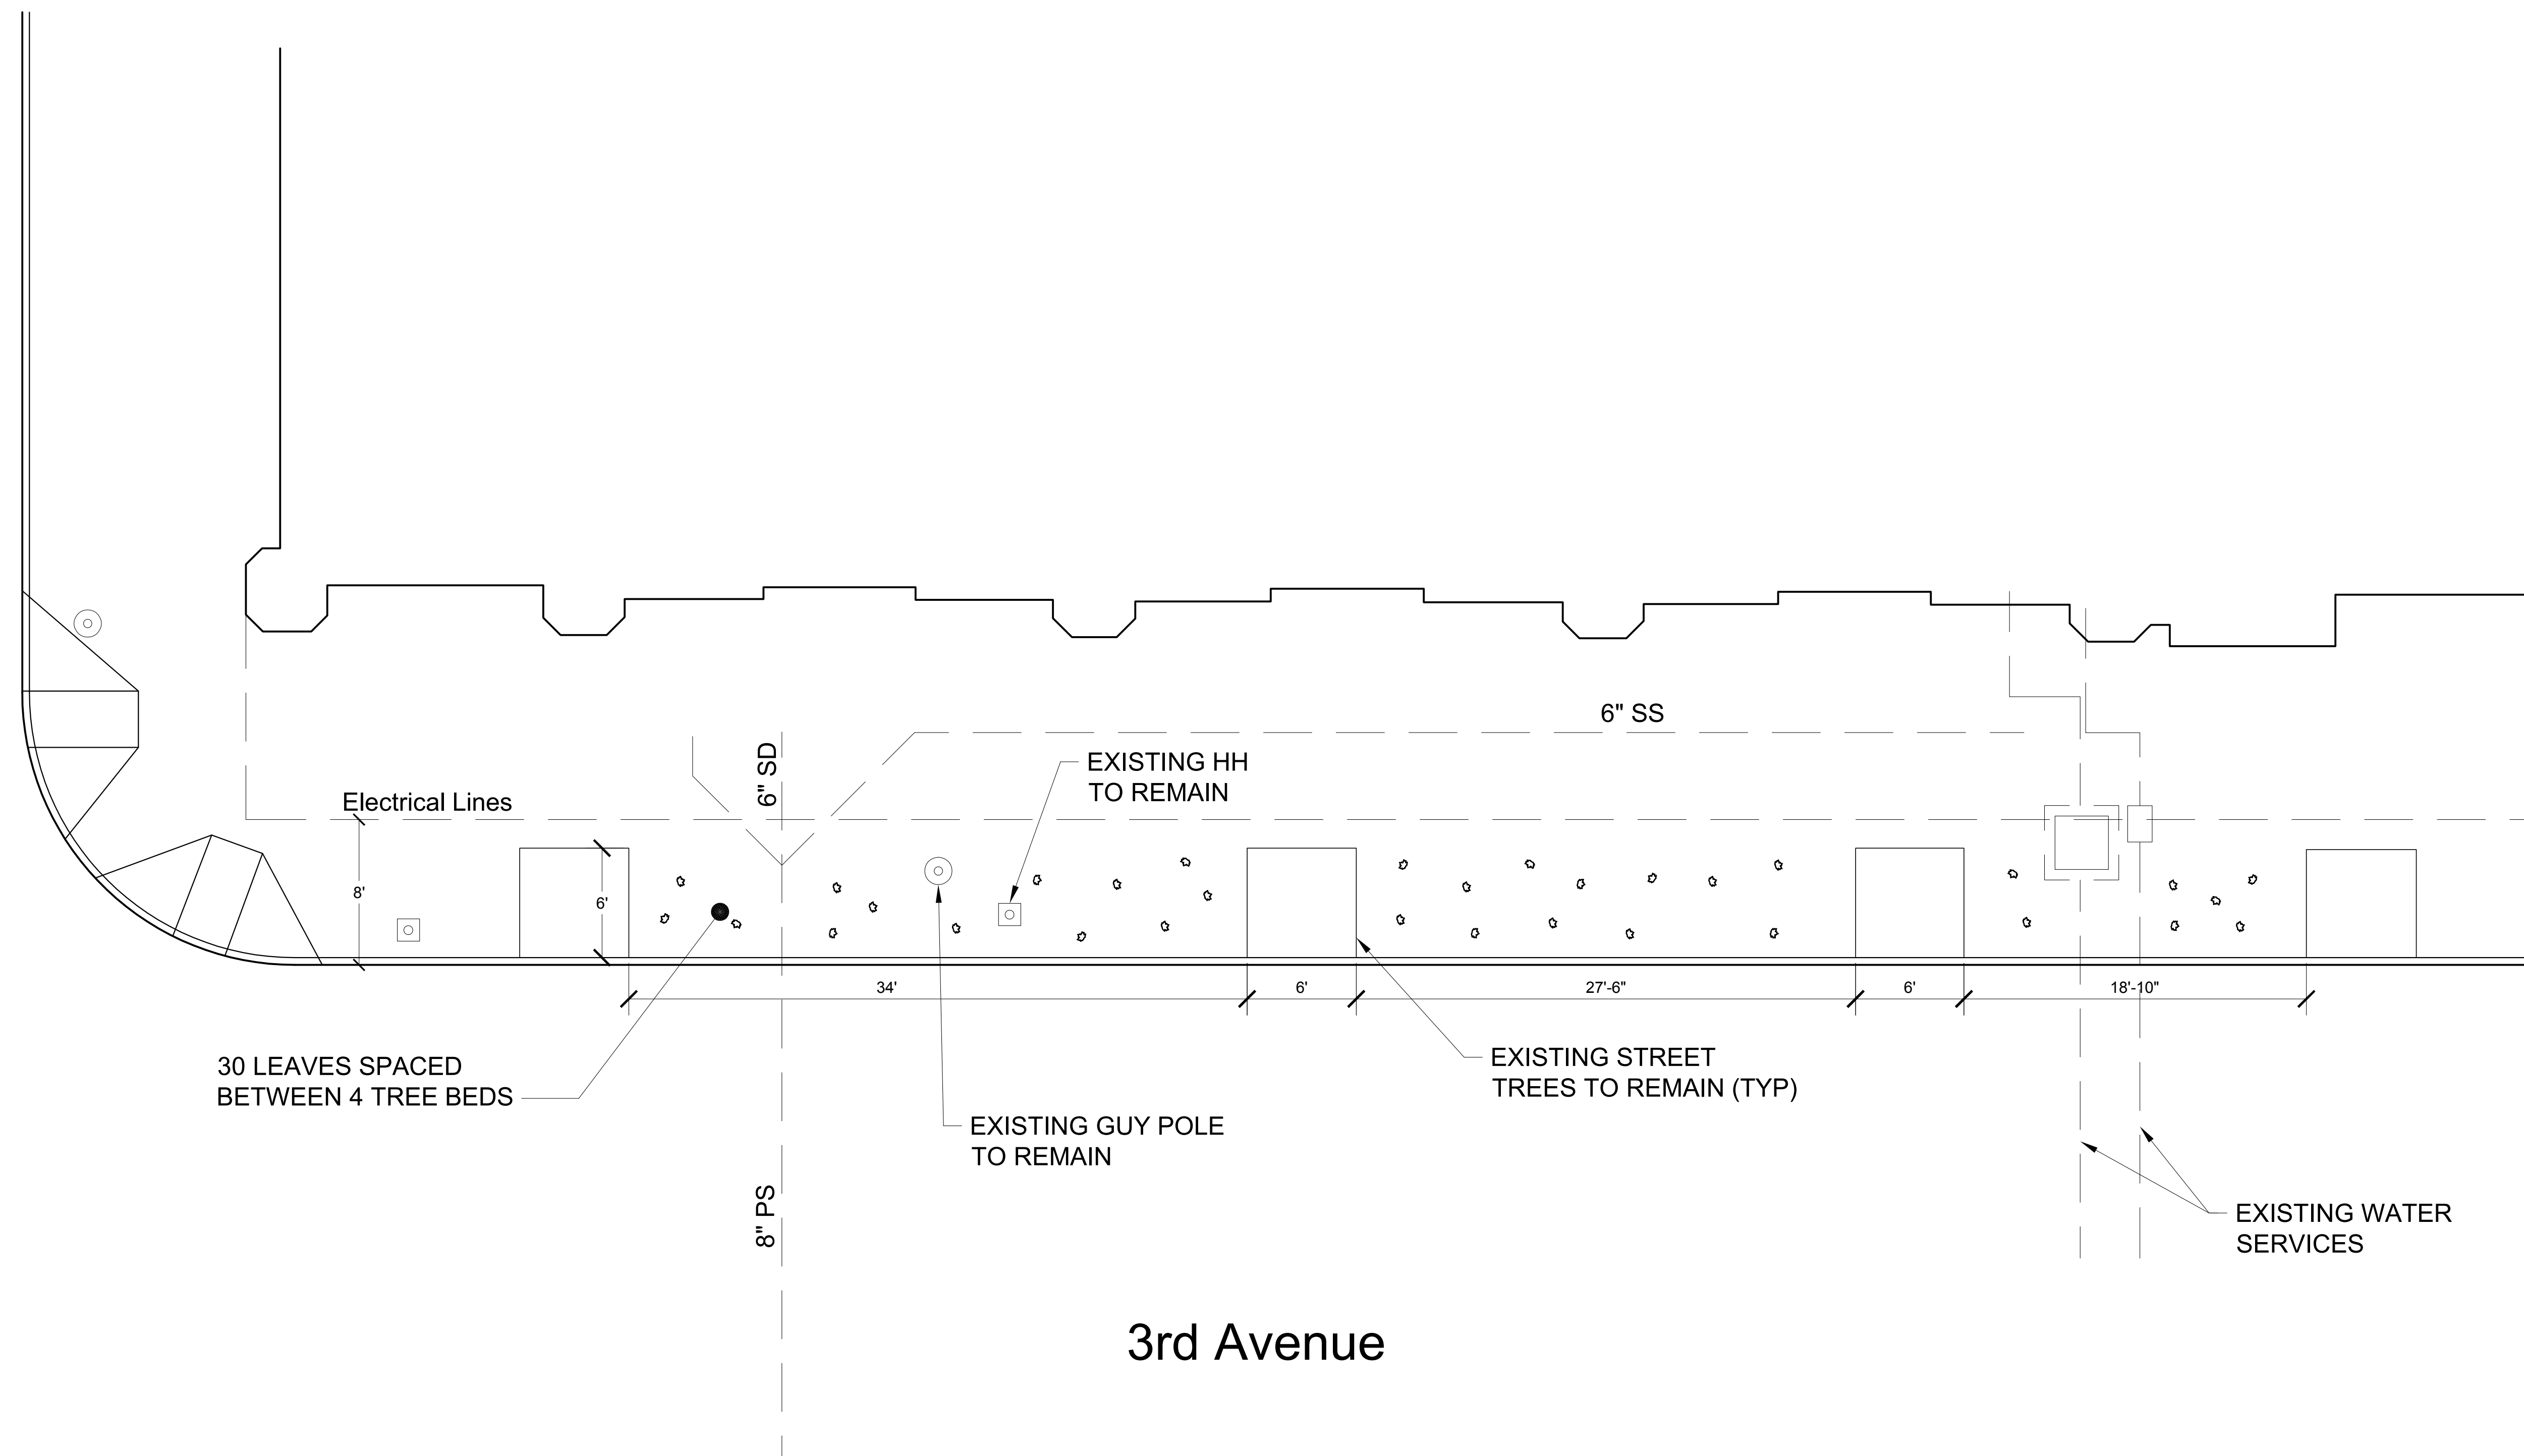 6" SS
6" SD
EXISTING HH
TO REMAIN
Electrical Lines
8'
6'
34'
6'
27'-6"
6'
18'-10"
30 LEAVES SPACED
BETWEEN 4 TREE BEDS
EXISTING STREET
TREES TO REMAIN (TYP)
EXISTING GUY POLE
TO REMAIN
8" PS
EXISTING WATER
SERVICES
3rd Avenue